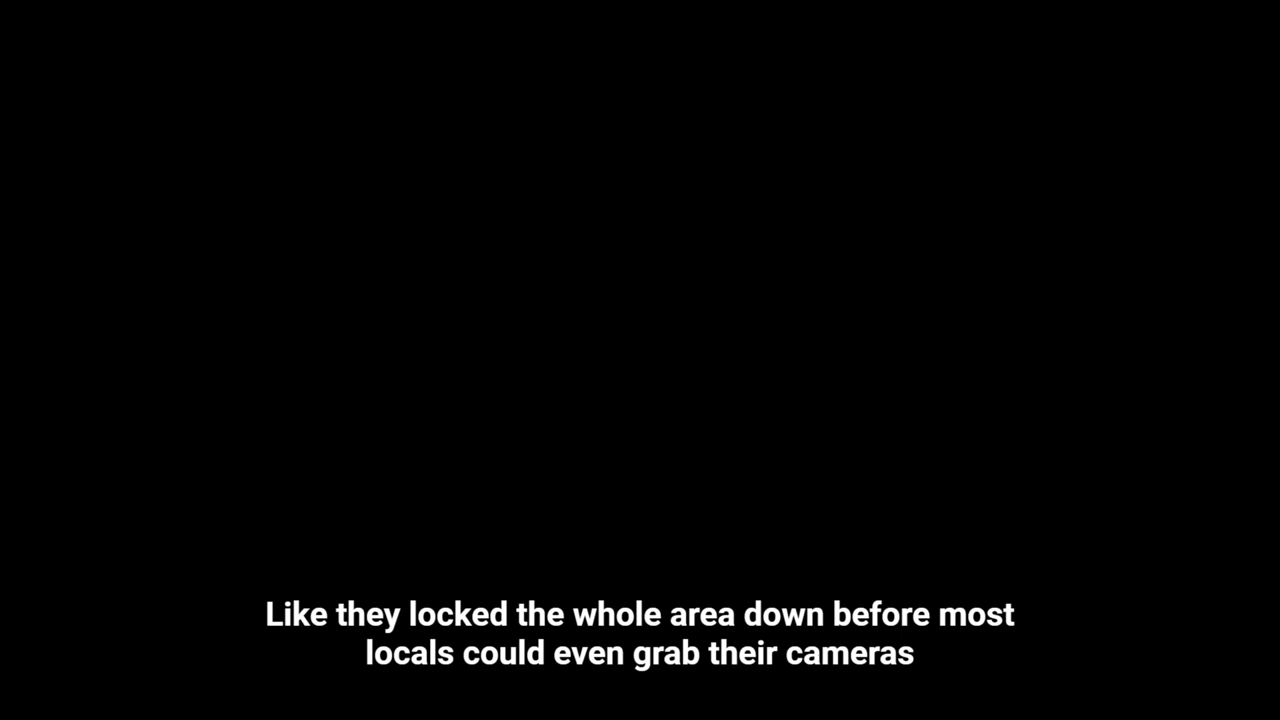 Like they locked the whole area down before most
locals could even grab their cameras